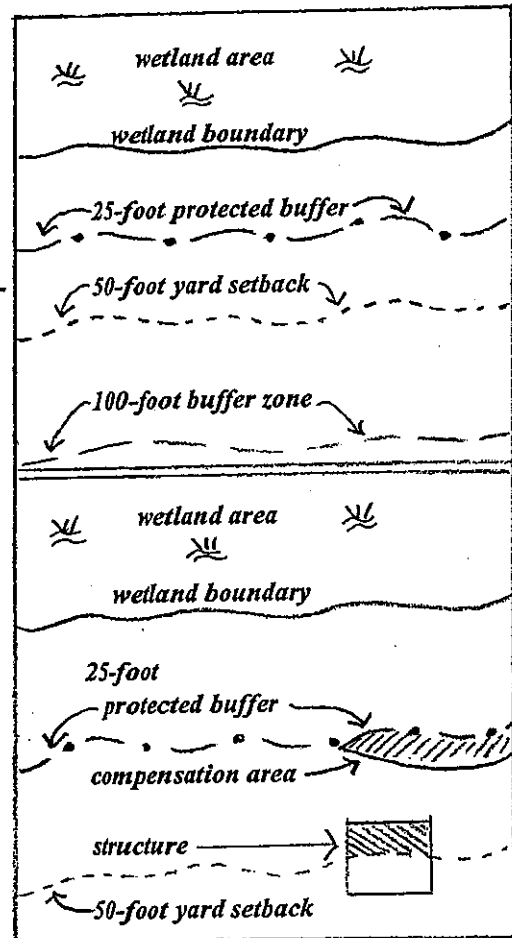 wetland area
wetland boundary
25-foot protected buffer
50-foot yard setback
100-foot buffer zone
wetland area
wetland boundary
25-foot
protected buffer
compensation area
structure
50-foot yard setback